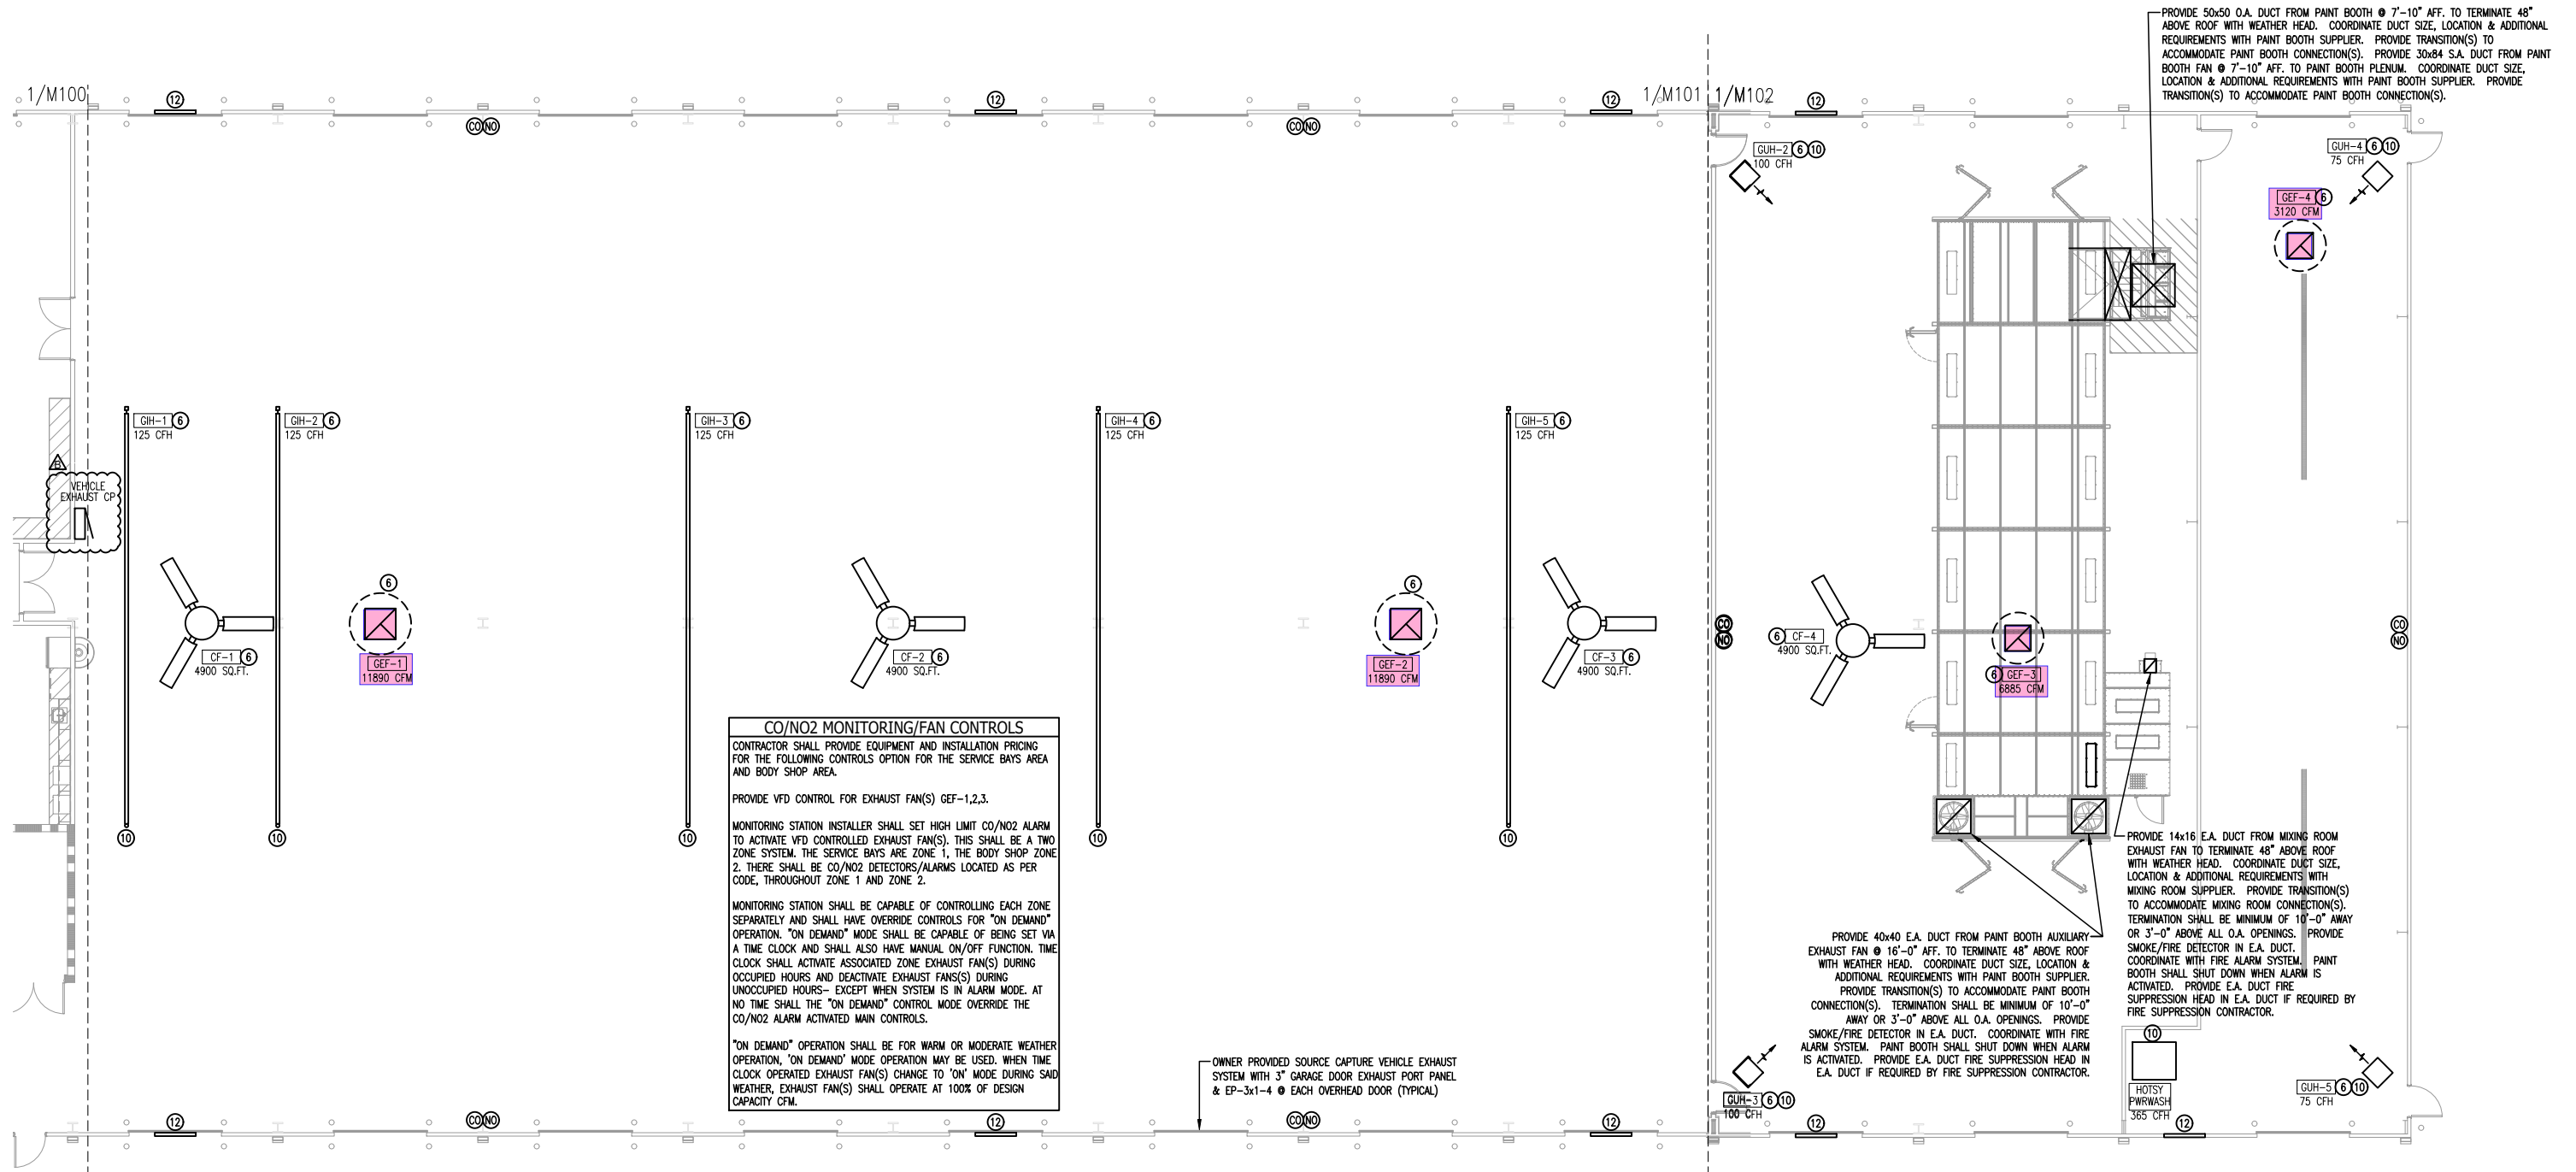 PROVIDE 50x50 O.A. DUCT FROM PAINT BOOTH @ 7'-10" AFF. TO TERMINATE 48"
ABOVE ROOF WITH WEATHER HEAD. COORDINATE DUCT SIZE, LOCATION & ADDITIONAL
REQUIREMENTS WITH PAINT BOOTH SUPPLIER. PROVIDE TRANSITION(S) TO
ACCOMMODATE PAINT BOOTH CONNECTION(S). PROVIDE 30x84 S.A. DUCT FROM PAINT
BOOTH FAN @ 7'-10" AFF. TO PAINT BOOTH PLENUM. COORDINATE DUCT SIZE,
LOCATION & ADDITIONAL REQUIREMENTS WITH PAINT BOOTH SUPPLIER. PROVIDE
TRANSITION(S) TO ACCOMMODATE PAINT BOOTH CONNECTION(S).
1/M100
12
12
12
1/M101
1/M102
12
CO NO
CO NO
GUH-2 6 10
100 CFH
GUH-4 6 10
75 CFH
GEF-4 6
3120 CFM
GIH-1 6
125 CFH
GIH-2 6
125 CFH
GIH-3 6
125 CFH
GIH-4 6
125 CFH
GIH-5 6
125 CFH
B
VEHICLE
EXHAUST CP
6
GEF-1
11890 CFM
6
GEF-2
11890 CFM
CF-1 6
4900 SQ.FT.
CF-2 6
4900 SQ.FT.
CF-3 6
4900 SQ.FT.
CO
NO
6 CF-4
4900 SQ.FT.
6 GEF-3
6885 CFM
CO
NO
10
10
10
10
10
CO/NO2 MONITORING/FAN CONTROLS
CONTRACTOR SHALL PROVIDE EQUIPMENT AND INSTALLATION PRICING
FOR THE FOLLOWING CONTROLS OPTION FOR THE SERVICE BAYS AREA
AND BODY SHOP AREA.
PROVIDE VFD CONTROL FOR EXHAUST FAN(S) GEF-1,2,3.
MONITORING STATION INSTALLER SHALL SET HIGH LIMIT CO/NO2 ALARM
TO ACTIVATE VFD CONTROLLED EXHAUST FAN(S). THIS SHALL BE A TWO
ZONE SYSTEM. THE SERVICE BAYS ARE ZONE 1, THE BODY SHOP ZONE
2. THERE SHALL BE CO/NO2 DETECTORS/ALARMS LOCATED AS PER
CODE, THROUGHOUT ZONE 1 AND ZONE 2.
MONITORING STATION SHALL BE CAPABLE OF CONTROLLING EACH ZONE
SEPARATELY AND SHALL HAVE OVERRIDE CONTROLS FOR "ON DEMAND"
OPERATION. "ON DEMAND" MODE SHALL BE CAPABLE OF BEING SET VIA
A TIME CLOCK AND SHALL ALSO HAVE MANUAL ON/OFF FUNCTION. TIME
CLOCK SHALL ACTIVATE ASSOCIATED ZONE EXHAUST FAN(S) DURING
OCCUPIED HOURS AND DEACTIVATE EXHAUST FANS(S) DURING
UNOCCUPIED HOURS- EXCEPT WHEN SYSTEM IS IN ALARM MODE. AT
NO TIME SHALL THE "ON DEMAND" CONTROL MODE OVERRIDE THE
CO/NO2 ALARM ACTIVATED MAIN CONTROLS.
"ON DEMAND" OPERATION SHALL BE FOR WARM OR MODERATE WEATHER
OPERATION, 'ON DEMAND' MODE OPERATION MAY BE USED. WHEN TIME
CLOCK OPERATED EXHAUST FAN(S) CHANGE TO 'ON' MODE DURING SAID
WEATHER, EXHAUST FAN(S) SHALL OPERATE AT 100% OF DESIGN
CAPACITY CFM.
OWNER PROVIDED SOURCE CAPTURE VEHICLE EXHAUST
SYSTEM WITH 3" GARAGE DOOR EXHAUST PORT PANEL
& EP-3x1-4 @ EACH OVERHEAD DOOR (TYPICAL)
PROVIDE 40x40 E.A. DUCT FROM PAINT BOOTH AUXILIARY
EXHAUST FAN @ 16'-0" AFF. TO TERMINATE 48" ABOVE ROOF
WITH WEATHER HEAD. COORDINATE DUCT SIZE, LOCATION &
ADDITIONAL REQUIREMENTS WITH PAINT BOOTH SUPPLIER.
PROVIDE TRANSITION(S) TO ACCOMMODATE PAINT BOOTH
CONNECTION(S). TERMINATION SHALL BE MINIMUM OF 10'-0"
AWAY OR 3'-0" ABOVE ALL O.A. OPENINGS. PROVIDE
SMOKE/FIRE DETECTOR IN E.A. DUCT. COORDINATE WITH FIRE
ALARM SYSTEM. PAINT BOOTH SHALL SHUT DOWN WHEN ALARM
IS ACTIVATED. PROVIDE E.A. DUCT FIRE SUPPRESSION HEAD IN
E.A. DUCT IF REQUIRED BY FIRE SUPPRESSION CONTRACTOR.
PROVIDE 14x16 E.A. DUCT FROM MIXING ROOM
EXHAUST FAN TO TERMINATE 48" ABOVE ROOF
WITH WEATHER HEAD. COORDINATE DUCT SIZE,
LOCATION & ADDITIONAL REQUIREMENTS WITH
MIXING ROOM SUPPLIER. PROVIDE TRANSITION(S)
TO ACCOMMODATE MIXING ROOM CONNECTION(S).
TERMINATION SHALL BE MINIMUM OF 10'-0" AWAY
OR 3'-0" ABOVE ALL O.A. OPENINGS. PROVIDE
SMOKE/FIRE DETECTOR IN E.A. DUCT.
COORDINATE WITH FIRE ALARM SYSTEM. PAINT
BOOTH SHALL SHUT DOWN WHEN ALARM IS
ACTIVATED. PROVIDE E.A. DUCT FIRE
SUPPRESSION HEAD IN E.A. DUCT IF REQUIRED BY
FIRE SUPPRESSION CONTRACTOR.
10
HOTSY
PWRWASH
365 CFH
GUH-3 6 10
100 CFH
GUH-5 6 10
75 CFH
12
CO NO
12
CO NO
12
12
12